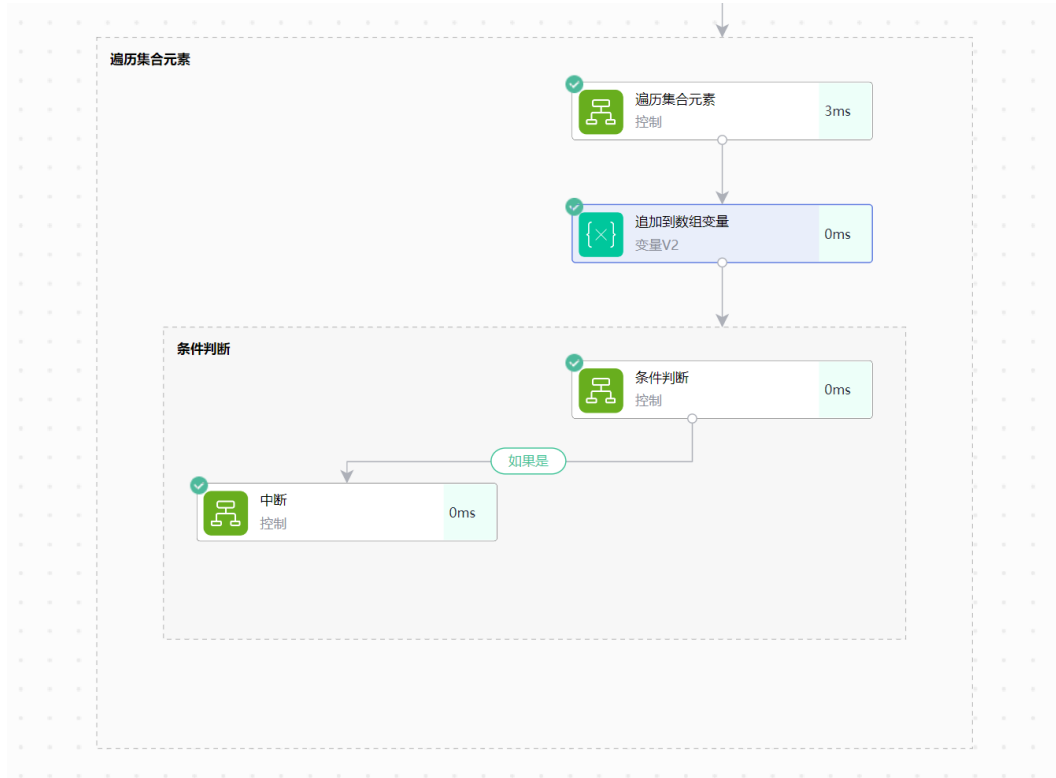 遍历集合元素
遍历集合元素
控制
3ms
追加到数组变量
变量V2
0ms
条件判断
条件判断
控制
0ms
如果是
中断
控制
0ms